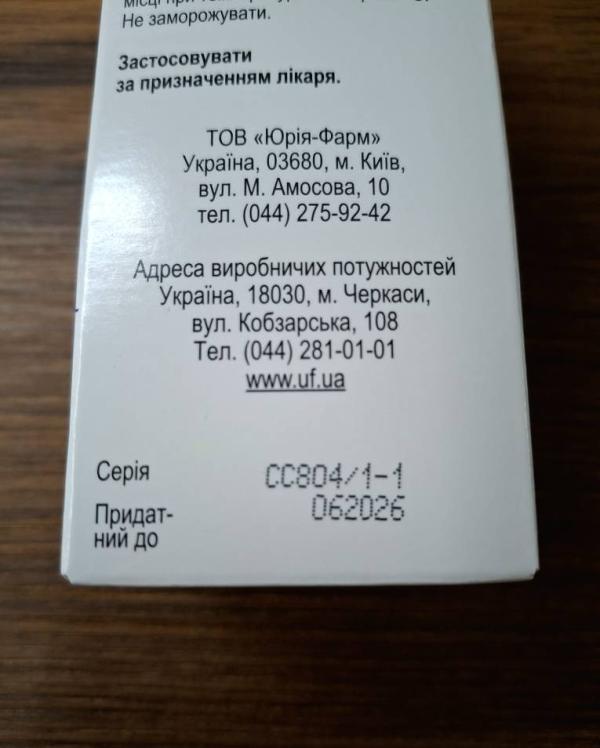 Не заморожувати.
Застосовувати
за призначенням лікаря.
ТОВ «Юрія-Фарм»
Україна, 03680, м. Київ,
вул. М. Амосова, 10
тел. (044) 275-92-42
Адреса виробничих потужностей
Україна, 18030, м. Черкаси,
вул. Кобзарська, 108
Тел. (044) 281-01-01
www.uf.ua
Серія CC804/1-1
Придат- 062026
ний до